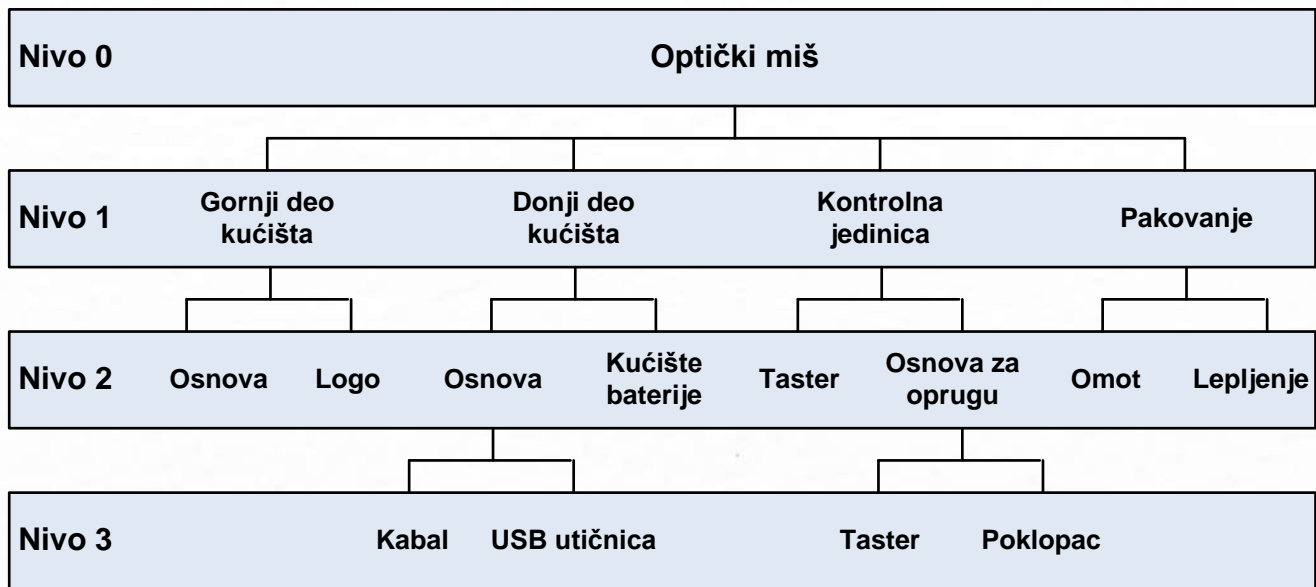 Nivo 0
Optički miš
Nivo 1
Gornji deo
kućišta
Donji deo
kućišta
Kontrolna
jedinica
Pakovanje
Nivo 2
Osnova
Logo
Osnova
Kućište
baterije
Taster
Osnova za
oprugu
Omot
Lepljenje
Nivo 3
Kabal
USB utičnica
Taster
Poklopac